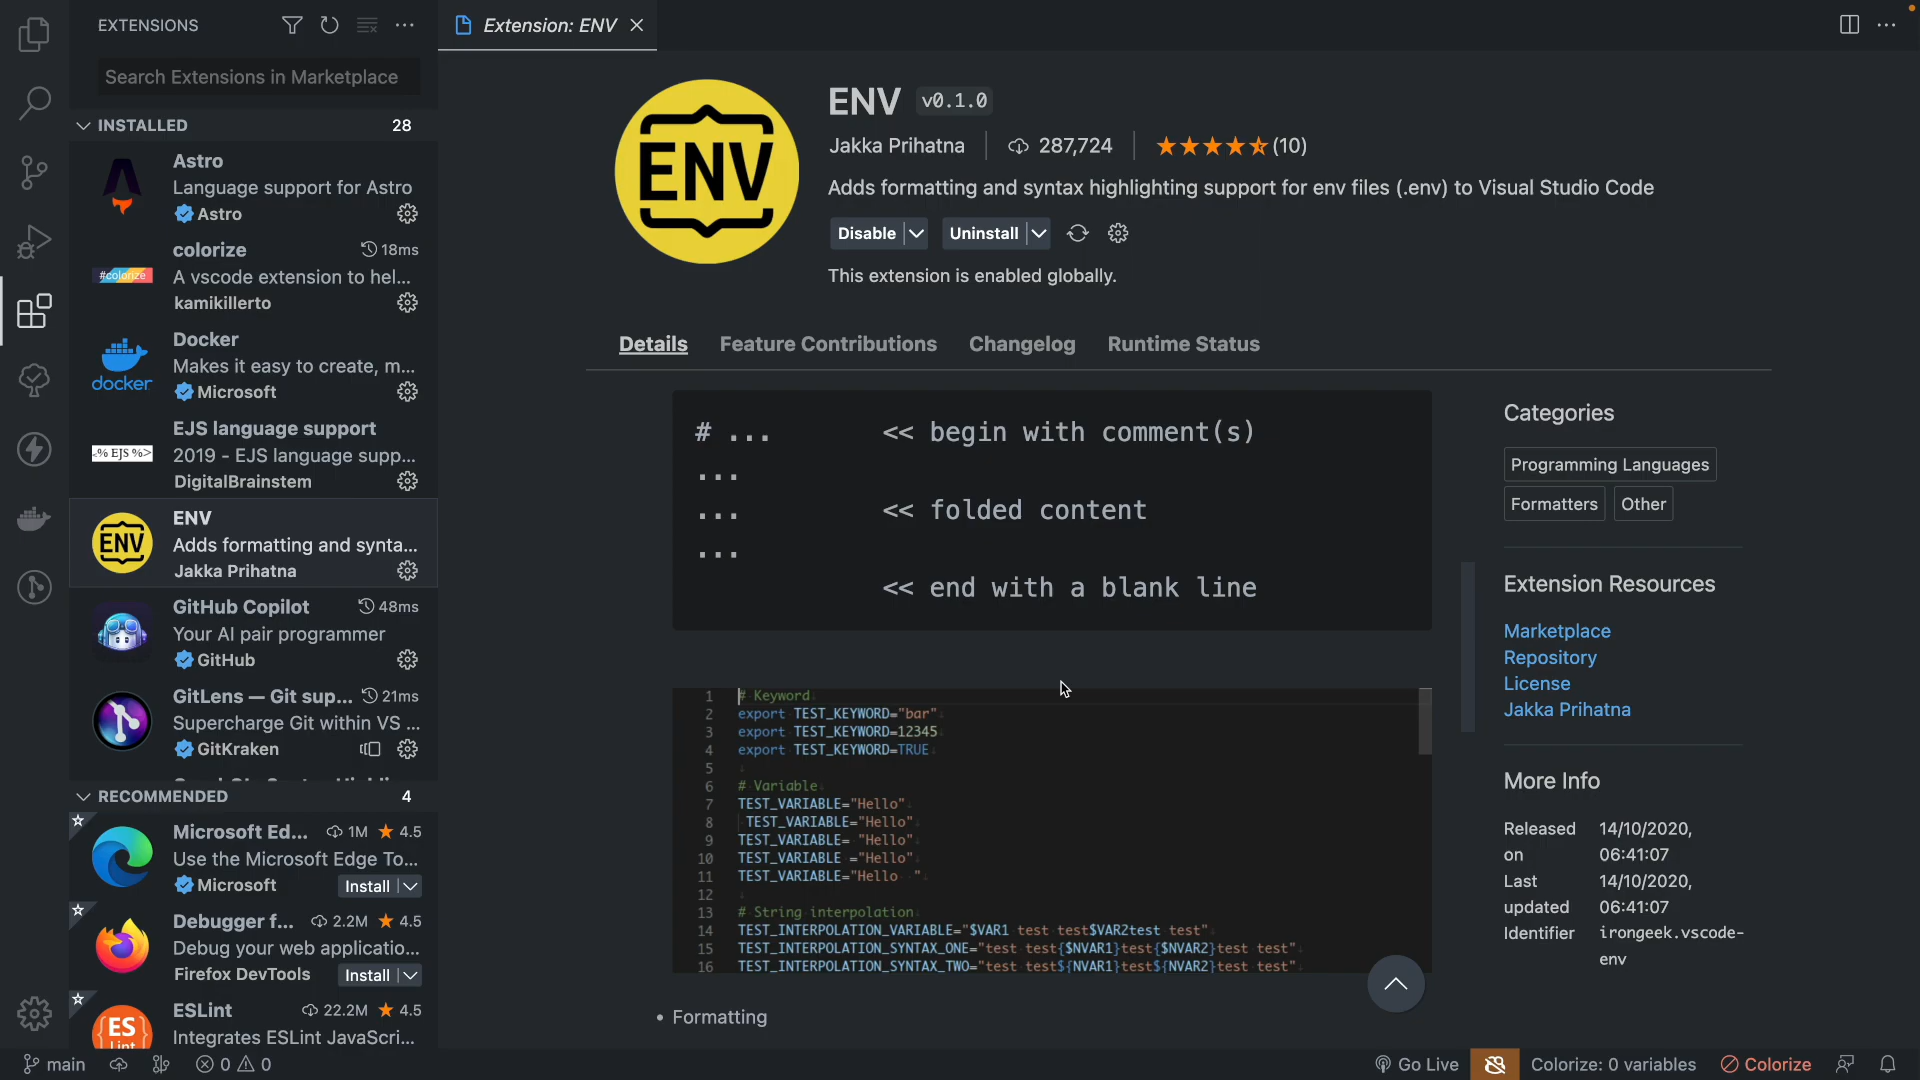 EXTENSIONS
Search Extensions in Marketplace
INSTALLED 28
Astro
Language support for Astro
Astro
#colorize
colorize 18ms
A vscode extension to hel...
kamikillerto
docker
Docker
Makes it easy to create, m...
Microsoft
<% EJS %>
EJS language support
2019 - EJS language supp...
DigitalBrainstem
ENV
ENV
Adds formatting and synta...
Jakka Prihatna
GitHub Copilot 48ms
Your AI pair programmer
GitHub
GitLens — Git sup... 21ms
Supercharge Git within VS ...
GitKraken
RECOMMENDED 4
Microsoft Ed... 1M 4.5
Use the Microsoft Edge To...
Microsoft Install
Debugger f... 2.2M 4.5
Debug your web applicatio...
Firefox DevTools Install
ES
Lint
ESLint 22.2M 4.5
Integrates ESLint JavaScri...
Extension: ENV
ENV
ENV v0.1.0
Jakka Prihatna 287,724 (10)
Adds formatting and syntax highlighting support for env files (.env) to Visual Studio Code
Disable Uninstall
This extension is enabled globally.
Details Feature Contributions Changelog Runtime Status
# ... << begin with comment(s)
...
... << folded content
...
<< end with a blank line
1 # Keyword
2 export TEST_KEYWORD="bar"
3 export TEST_KEYWORD=12345
4 export TEST_KEYWORD=TRUE
5
6 # Variable
7 TEST_VARIABLE="Hello"
8 TEST_VARIABLE="Hello"
9 TEST_VARIABLE= "Hello"
10 TEST_VARIABLE ="Hello"
11 TEST_VARIABLE="Hello  "
12
13 # String interpolation
14 TEST_INTERPOLATION_VARIABLE="$VAR1 test test$VAR2test test"
15 TEST_INTERPOLATION_SYNTAX_ONE="test test{$NVAR1}test{$NVAR2}test test"
16 TEST_INTERPOLATION_SYNTAX_TWO="test test${NVAR1}test${NVAR2}test test"
• Formatting
Categories
Programming Languages
Formatters Other
Extension Resources
Marketplace
Repository
License
Jakka Prihatna
More Info
Released 14/10/2020,
on 06:41:07
Last 14/10/2020,
updated 06:41:07
Identifier irongeek.vscode-
env
main 0 0 Go Live Colorize: 0 variables Colorize